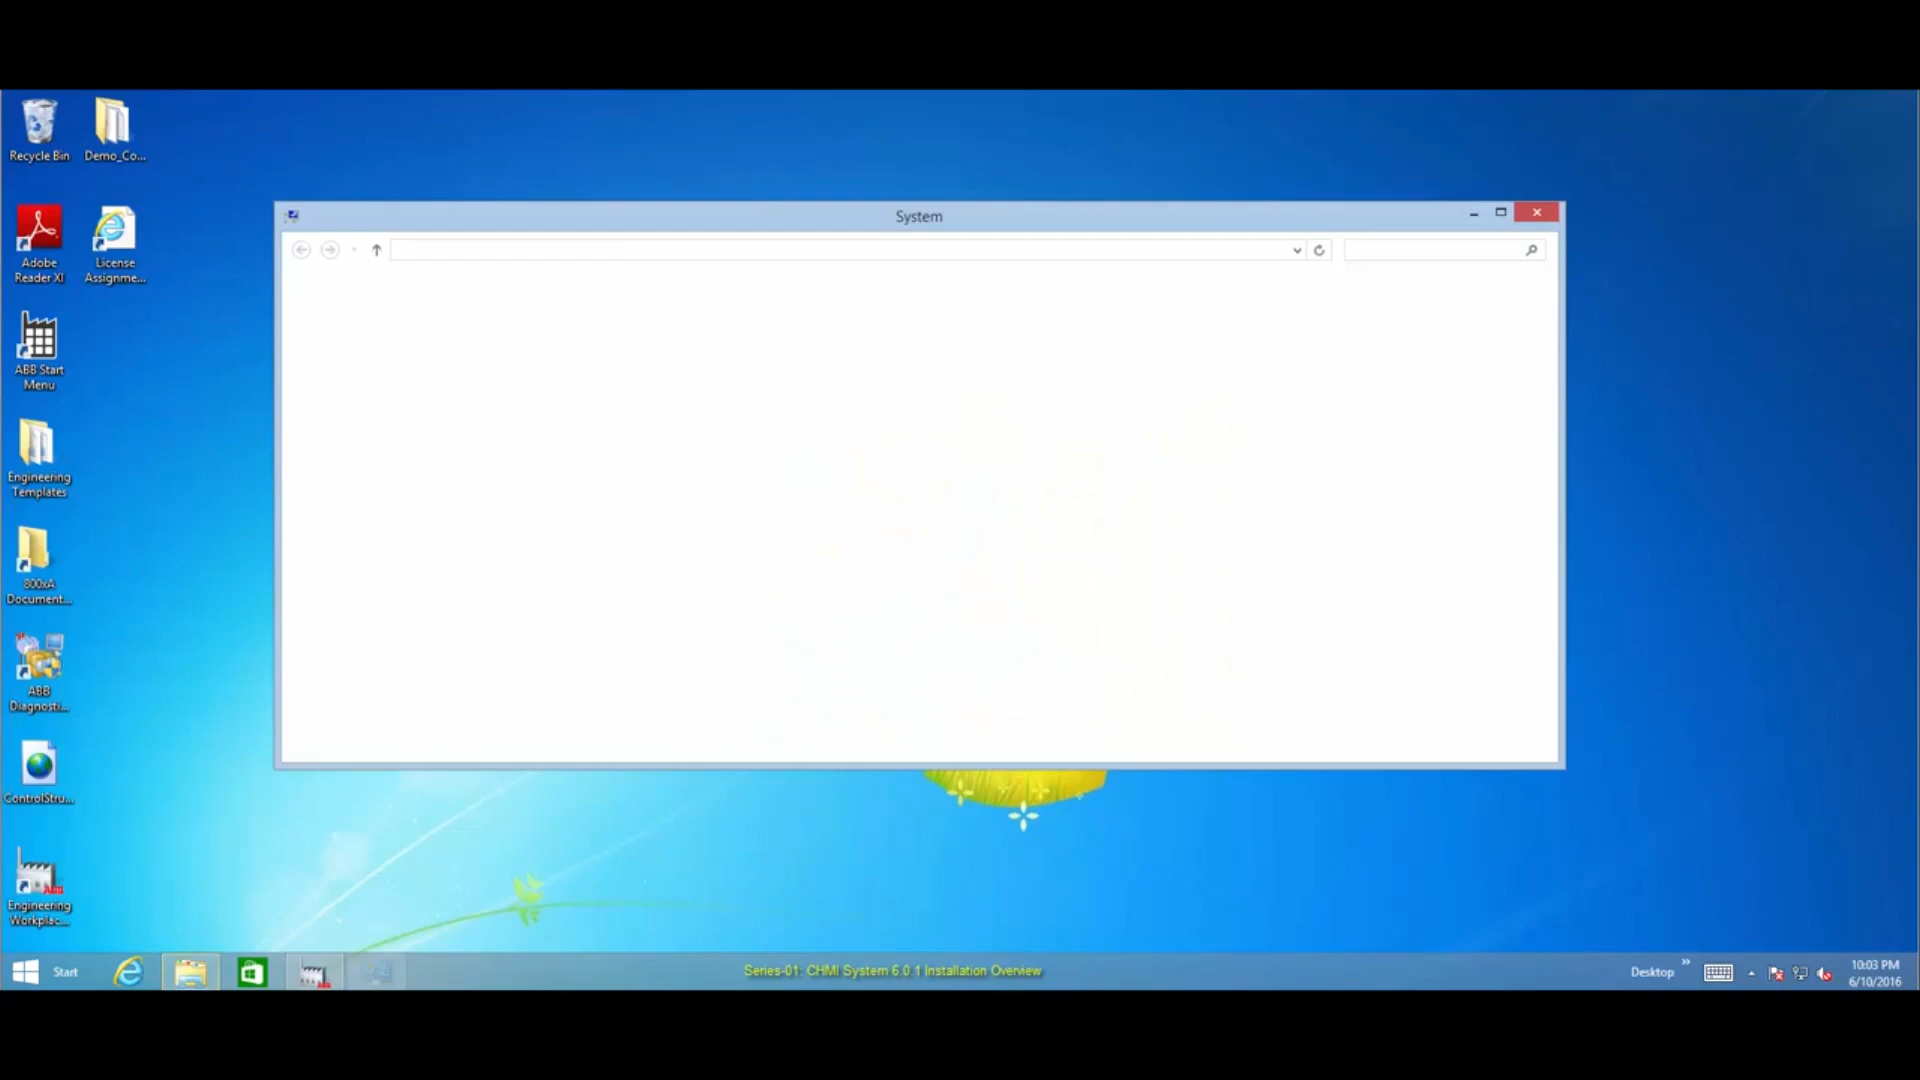 Recycle Bin
Demo_Co...
Adobe
Reader XI
License
Assignme...
ABB Start
Menu
Engineering
Templates
800xA
Document...
ABB
Diagnosti...
ControlStru...
Engineering
Workplac...
System
Start
Series-01: CHMI System 6.0.1 Installation Overview
Desktop
10:03 PM
6/10/2016